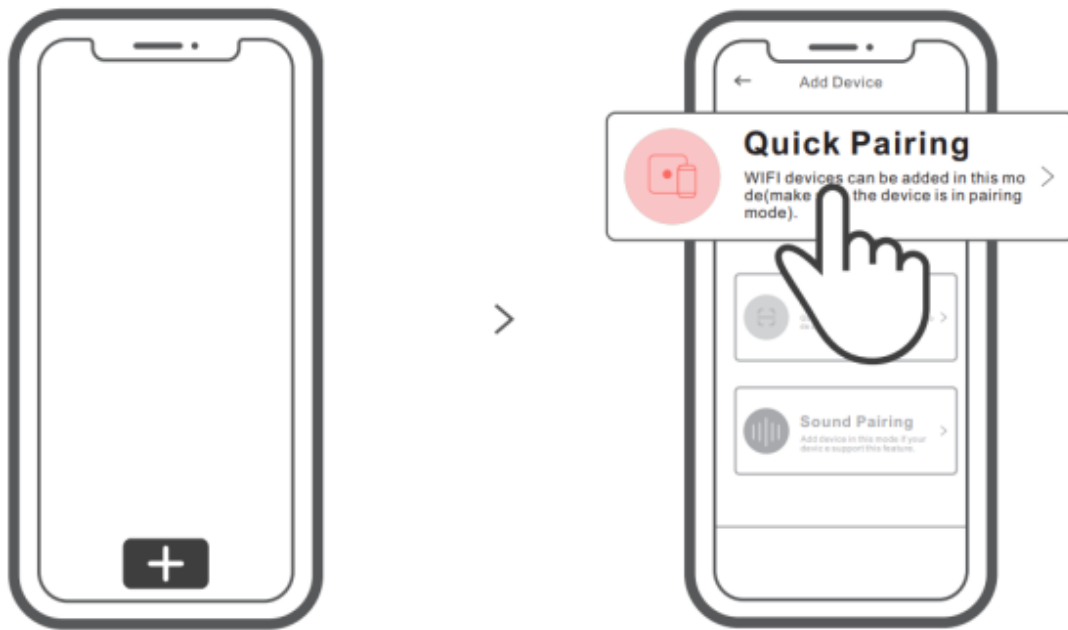 Add Device
Quick Pairing
WIFI devices can be added in this mo
de(make the device is in pairing
mode).
Sound Pairing
Add device in this mode if your
devic e support this feature.